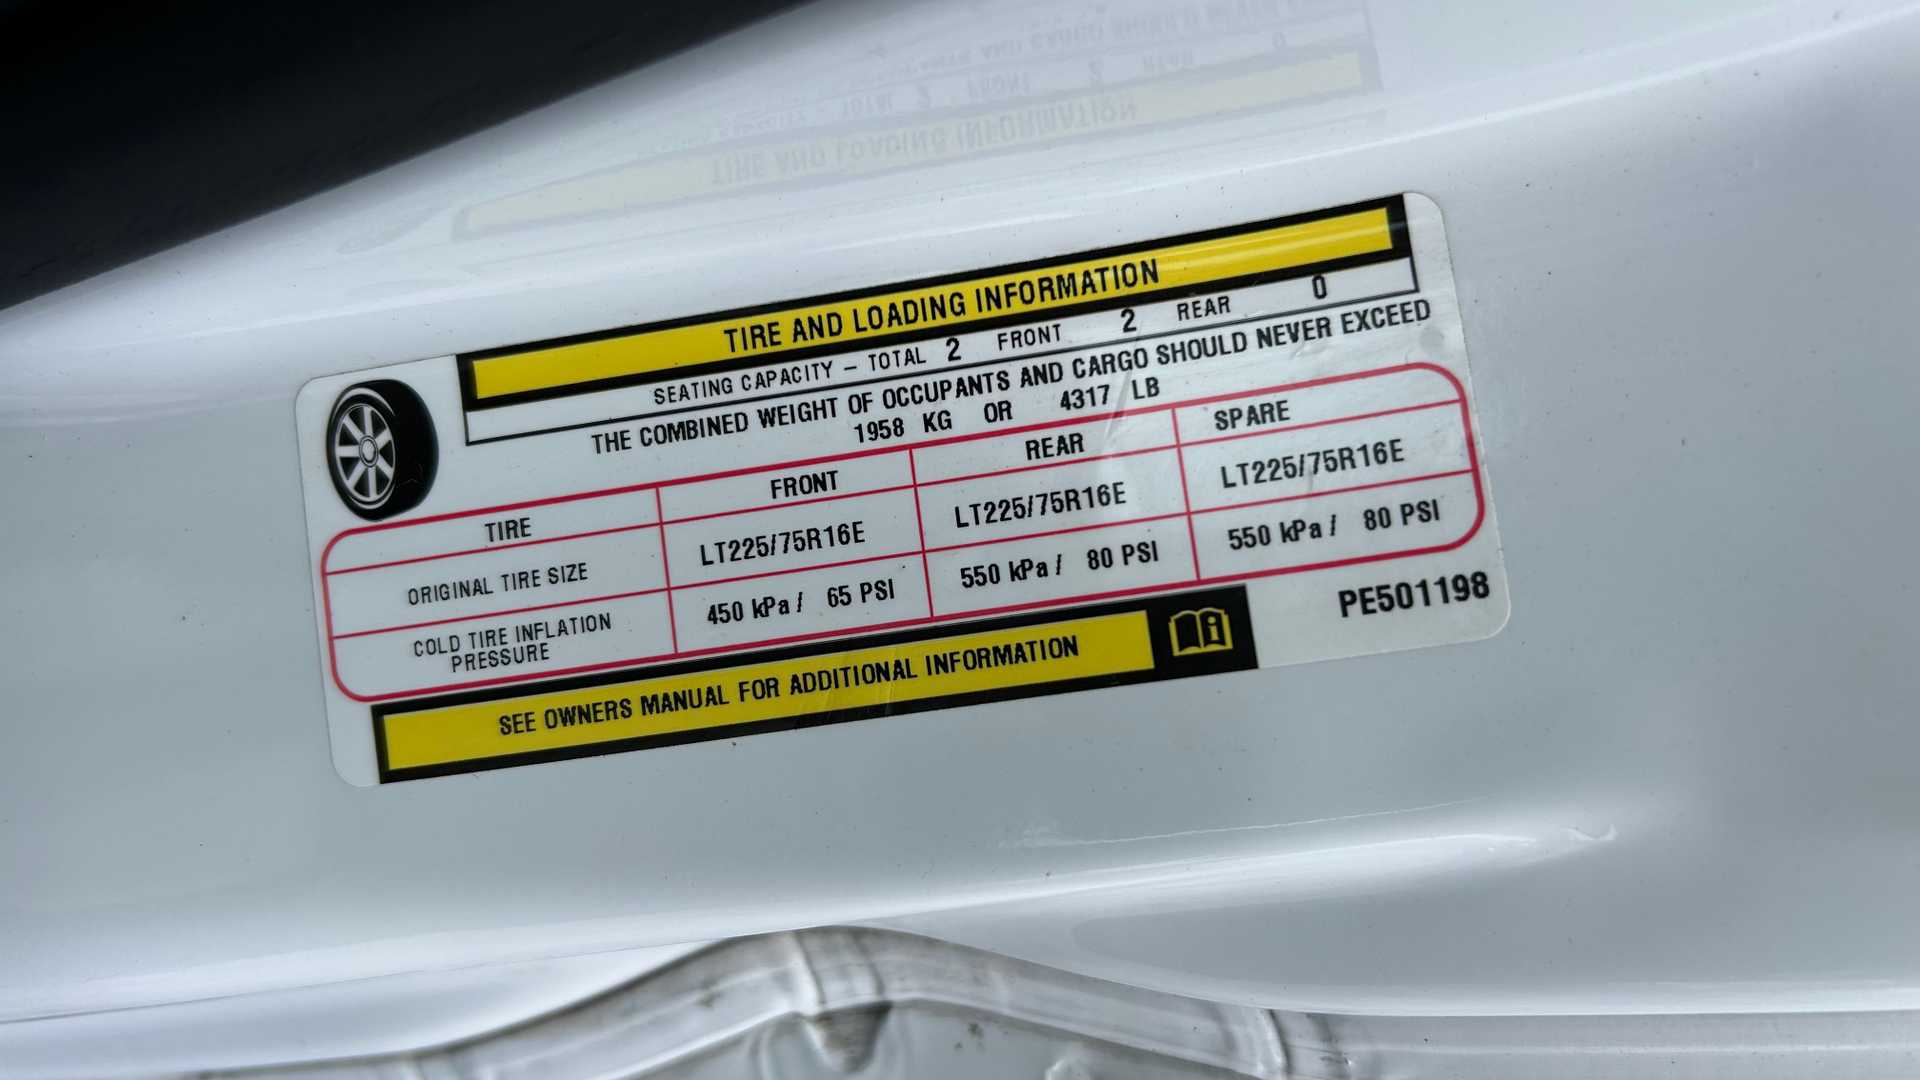 TIRE AND LOADING INFORMATION
SEATING CAPACITY – TOTAL 2 FRONT 2 REAR 0
THE COMBINED WEIGHT OF OCCUPANTS AND CARGO SHOULD NEVER EXCEED
1958 KG OR 4317 LB
TIRE FRONT REAR SPARE
ORIGINAL TIRE SIZE LT225/75R16E LT225/75R16E LT225/75R16E
COLD TIRE INFLATION PRESSURE 450 kPa / 65 PSI 550 kPa / 80 PSI 550 kPa / 80 PSI
SEE OWNERS MANUAL FOR ADDITIONAL INFORMATION
PE501198